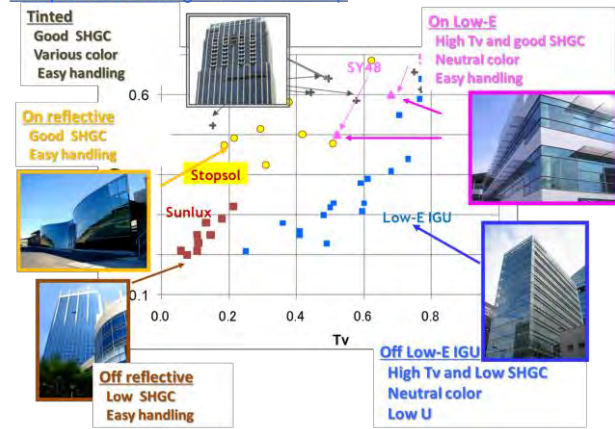 Tinted
Good SHGC
Various color
Easy handling
On Low-E
High Tv and good SHGC
Neutral color
Easy handling
SY48
0.6
On reflective
Good SHGC
Easy handling
Stopsol
Sunlux
Low-E IGU
0.1
0.0
0.2
0.4
0.6
0.8
Tv
Off Low-E IGU
High Tv and Low SHGC
Neutral color
Low U
Off reflective
Low SHGC
Easy handling